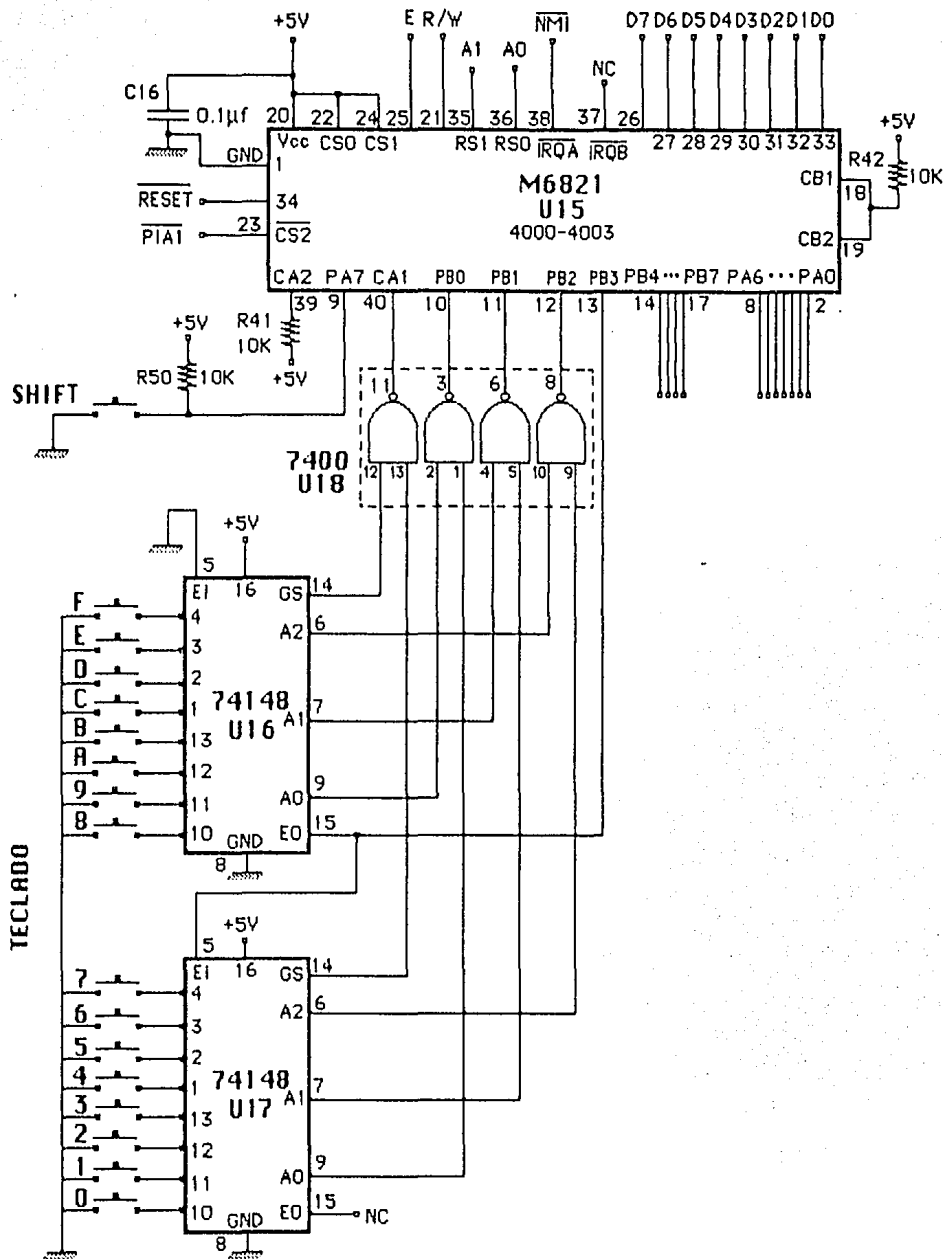 +5V E R/W A1 A0 NMI NC D7 D6 D5 D4 D3 D2 D1 D0
C16 0.1µf
20 22 24 25 21 35 36 38 37 26 27 28 29 30 31 32 33
Vcc CS0 CS1 RS1 RS0 IRQA IRQB
+5V
R42 10K
GND 1
M6821
U15
4000-4003
CB1 18
RESET 34
PIA1 23 CS2
CB2 19
CA2 PA7 CA1 PB0 PB1 PB2 PB3 PB4 ··· PB7 PA6 ··· PA0
39 9 40 10 11 12 13 14 17 8 2
+5V
R41 10K
+5V
R50 10K
SHIFT
11 3 6 8
12 13 2 1 4 5 10 9
7400
U18
+5V
5 16
EI GS 14
F 4
A2 6
E 3
D 2
C 1
74148
U16
A1 7
B 13
A 12
9 11
A0 9
8 10
EO 15
GND
8
TECLADO
+5V
5 16
EI GS 14
7 4
A2 6
6 3
5 2
4 1
74148
U17
A1 7
3 13
2 12
1 11
A0 9
0 10
EO 15 NC
GND
8